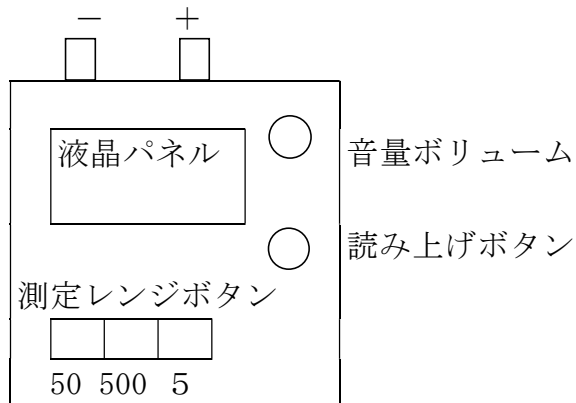 － ＋
液晶パネル
音量ボリューム
読み上げボタン
測定レンジボタン
50 500 ５